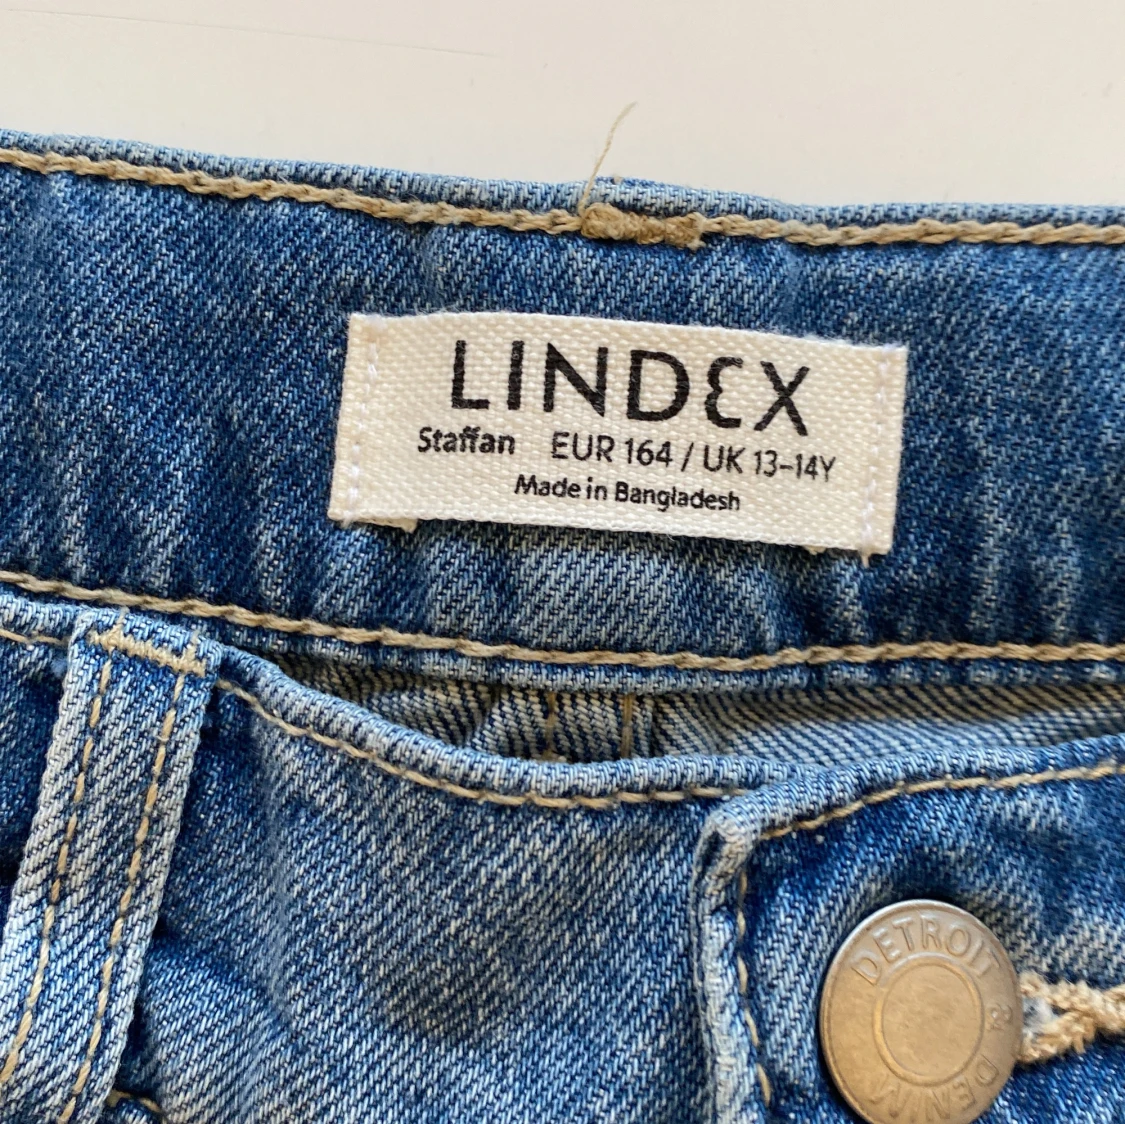 LINDEX
Staffan EUR 164 / UK 13-14Y
Made in Bangladesh
DETROIT & DENIM